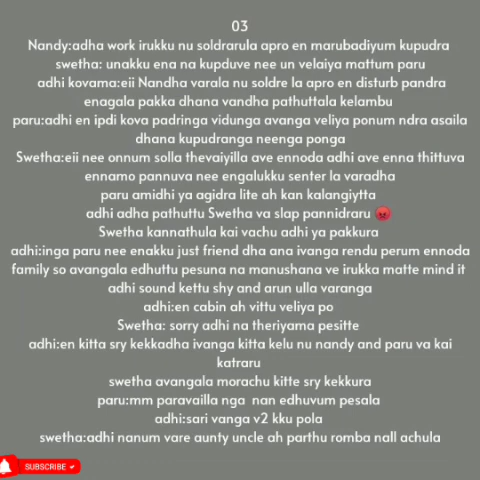 03
Nandy:adha work irukku nu soldrarula apro en marubadiyum kupudra
swetha: unakku ena na kupduve nee un velaiya mattum paru
adhi kovama:eii Nandha varala nu soldre la apro en disturb pandra
enagala pakka dhana vandha pathuttala kelambu
paru:adhi en ipdi kova padringa vidunga avanga veliya ponum ndra asaila
dhana kupudranga neenga ponga
Swetha:eii nee onnum solla thevaiyilla ave ennoda adhi ave enna thittuva
ennamo pannuva nee engalukku senter la varadha
paru amidhi ya agidra lite ah kan kalangiytta
adhi adha pathuttu Swetha va slap pannidraru 😡
Swetha kannathula kai vachu adhi ya pakkura
adhi:inga paru nee enakku just friend dha ana ivanga rendu perum ennoda
family so avangala edhuttu pesuna na manushana ve irukka matte mind it
adhi sound kettu shy and arun ulla varanga
adhi:en cabin ah vittu veliya po
Swetha: sorry adhi na theriyama pesitte
adhi:en kitta sry kekkadha ivanga kitta kelu nu nandy and paru va kai
katraru
swetha avangala morachu kitte sry kekkura
paru:mm paravailla nga  nan edhuvum pesala
adhi:sari vanga v2 kku pola
swetha:adhi nanum vare aunty uncle ah parthu romba nall achula
SUBSCRIBE